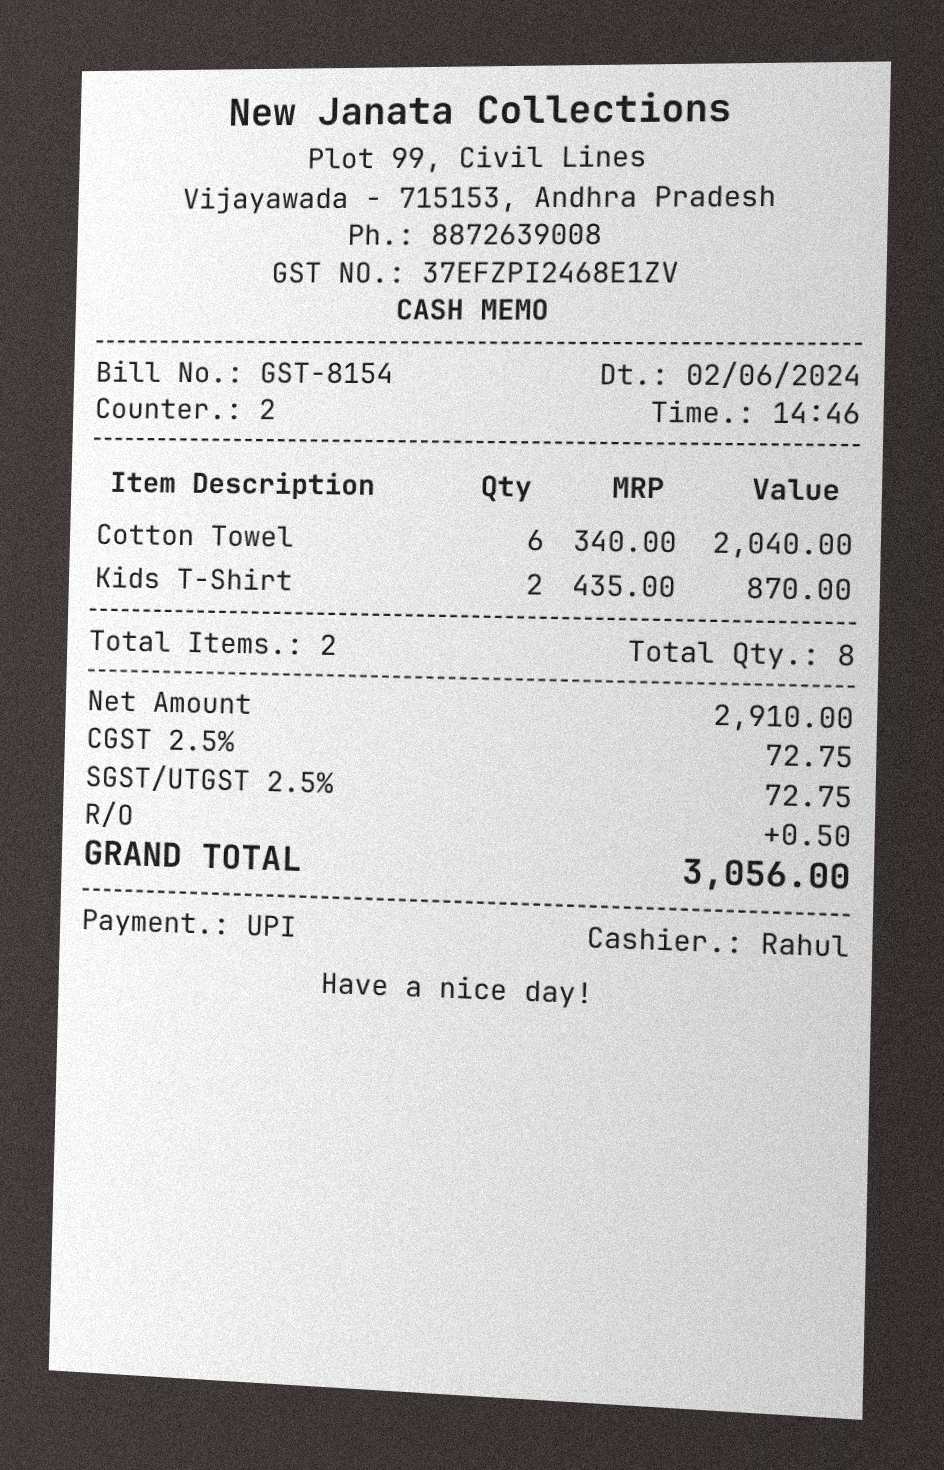 New Janata Collections
Plot 99, Civil Lines
Vijayawada - 715153, Andhra Pradesh
Ph.: 8872639008
GST NO.: 37EFZPI2468E1ZV
CASH MEMO
Bill No.: GST-8154 Dt.: 02/06/2024
Counter.: 2 Time.: 14:46
Item Description Qty MRP Value
Cotton Towel 6 340.00 2,040.00
Kids T-Shirt 2 435.00 870.00
Total Items.: 2 Total Qty.: 8
Net Amount 2,910.00
CGST 2.5% 72.75
SGST/UTGST 2.5% 72.75
R/O +0.50
GRAND TOTAL 3,056.00
Payment.: UPI Cashier.: Rahul
Have a nice day!